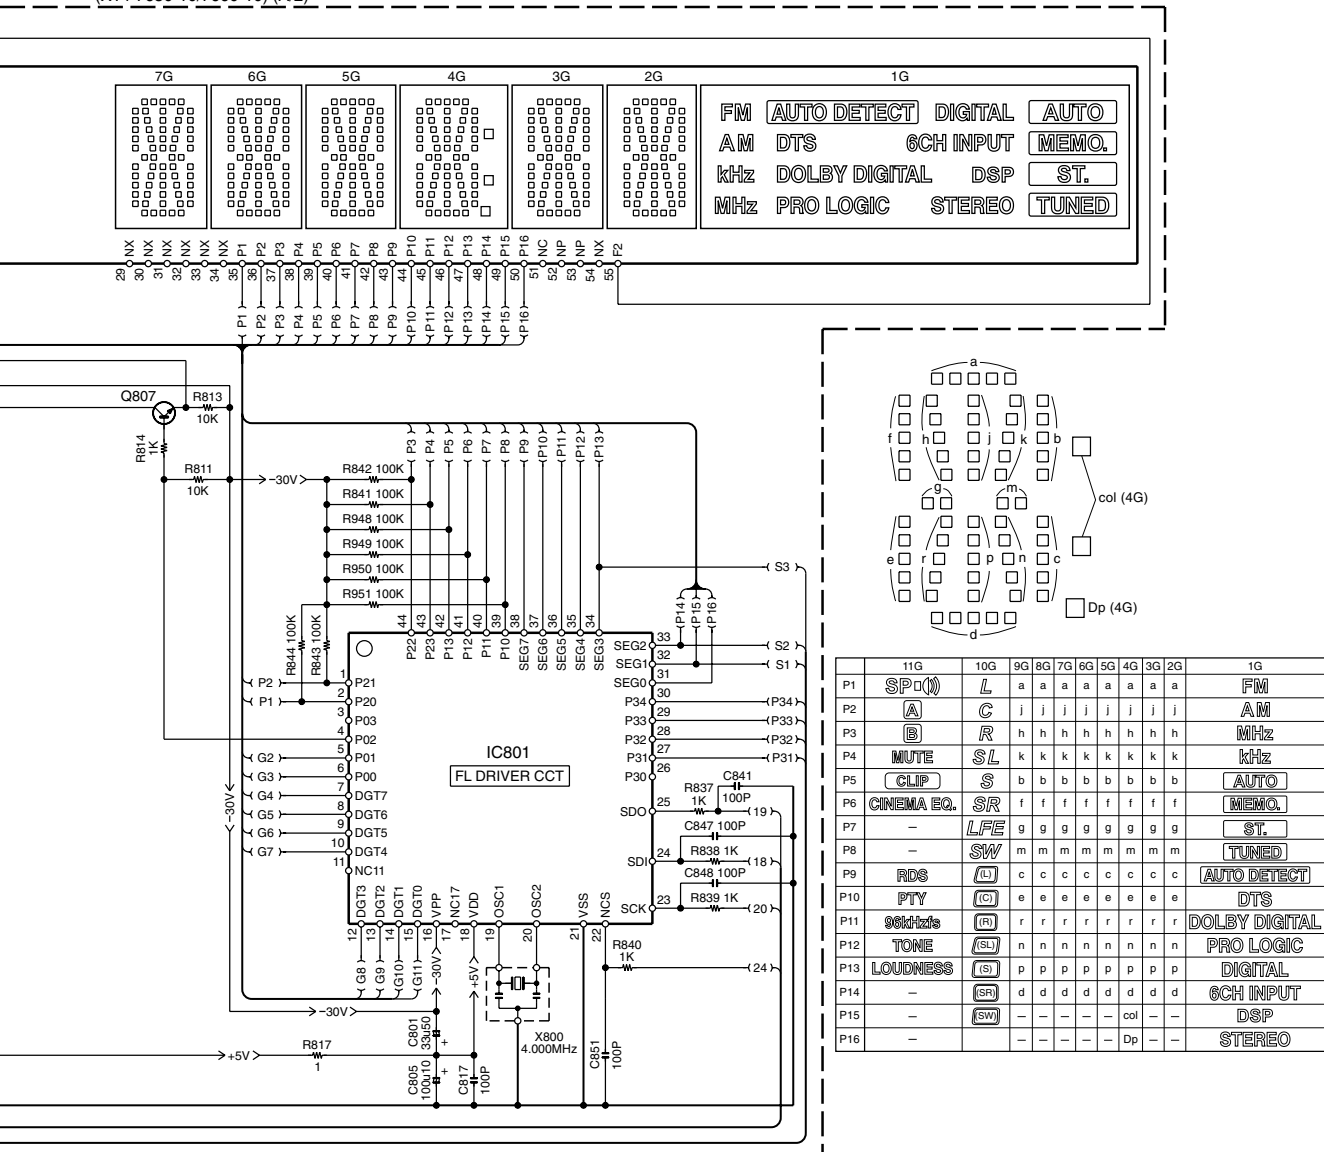 7G 6G 5G 4G 3G 2G 1G
FM AUTO DETECT DIGITAL AUTO
AM DTS 6CH INPUT MEMO.
kHz DOLBY DIGITAL DSP ST.
MHz PRO LOGIC STEREO TUNED
NX NX NX NX NX NX P1 P2 P3 P4 P5 P6 P7 P8 P9 P10 P11 P12 P13 P14 P15 P16 NC NP NP NX F2
29 30 31 32 33 34 35 36 37 38 39 40 41 42 43 44 45 46 47 48 49 50 51 52 53 54 55
P1 P2 P3 P4 P5 P6 P7 P8 P9 P10 P11 P12 P13 P14 P15 P16
Q807
R813
10K
R814
1K
R811
10K
-30V
R842 100K
R841 100K
R948 100K
R949 100K
R950 100K
R951 100K
R844 100K
R843 100K
P3 P4 P5 P6 P7 P8 P9 P10 P11 P12 P13
P14 P15 P16
S3
S2
S1
44 43 42 41 40 39 38 37 36 35 34
P22 P23 P13 P12 P11 P10 SEG7 SEG6 SEG5 SEG4 SEG3
P2 1 P21
P1 2 P20
3 P03
4 P02
G2 5 P01
G3 6 P00
G4 7 DGT7
G5 8 DGT6
G6 9 DGT5
G7 10 DGT4
11 NC11
IC801
FL DRIVER CCT
SEG2 33
SEG1 32
SEG0 31
P34 30 P34
P33 29 P33
P32 28 P32
P31 27 P31
P30 26
SDO 25 R837 1K 19
C841
100P
C847 100P
SDI 24 R838 1K 18
C848 100P
SCK 23 R839 1K 20
DGT3 DGT2 DGT1 DGT0 VPP NC17 VDD OSC1 OSC2 VSS NCS
12 13 14 15 16 17 18 19 20 21 22
G8 G9 G10 G11 -30V +5V
R840
1K
24
-30V
-30V
C801
33u50
+
+5V
R817
1
C805
100u10
+
C817
100P
X800
4.000MHz
C851
100P
a
f h j k b
g m
col (4G)
e r p n c
Dp (4G)
d
11G 10G 9G 8G 7G 6G 5G 4G 3G 2G 1G
P1 SP L a a a a a a a a FM
P2 A C j j j j j j j j AM
P3 B R h h h h h h h h MHz
P4 MUTE SL k k k k k k k k kHz
P5 CLIP S b b b b b b b b AUTO
P6 CINEMA EQ. SR f f f f f f f f MEMO.
P7 – LFE g g g g g g g g ST.
P8 – SW m m m m m m m m TUNED
P9 RDS (L) c c c c c c c c AUTO DETECT
P10 PTY (C) e e e e e e e e DTS
P11 96kHzfs (R) r r r r r r r r DOLBY DIGITAL
P12 TONE (SL) n n n n n n n n PRO LOGIC
P13 LOUDNESS (S) p p p p p p p p DIGITAL
P14 – (SR) d d d d d d d d 6CH INPUT
P15 – (SW) – – – – – col – – DSP
P16 – – – – – – Dp – – STEREO